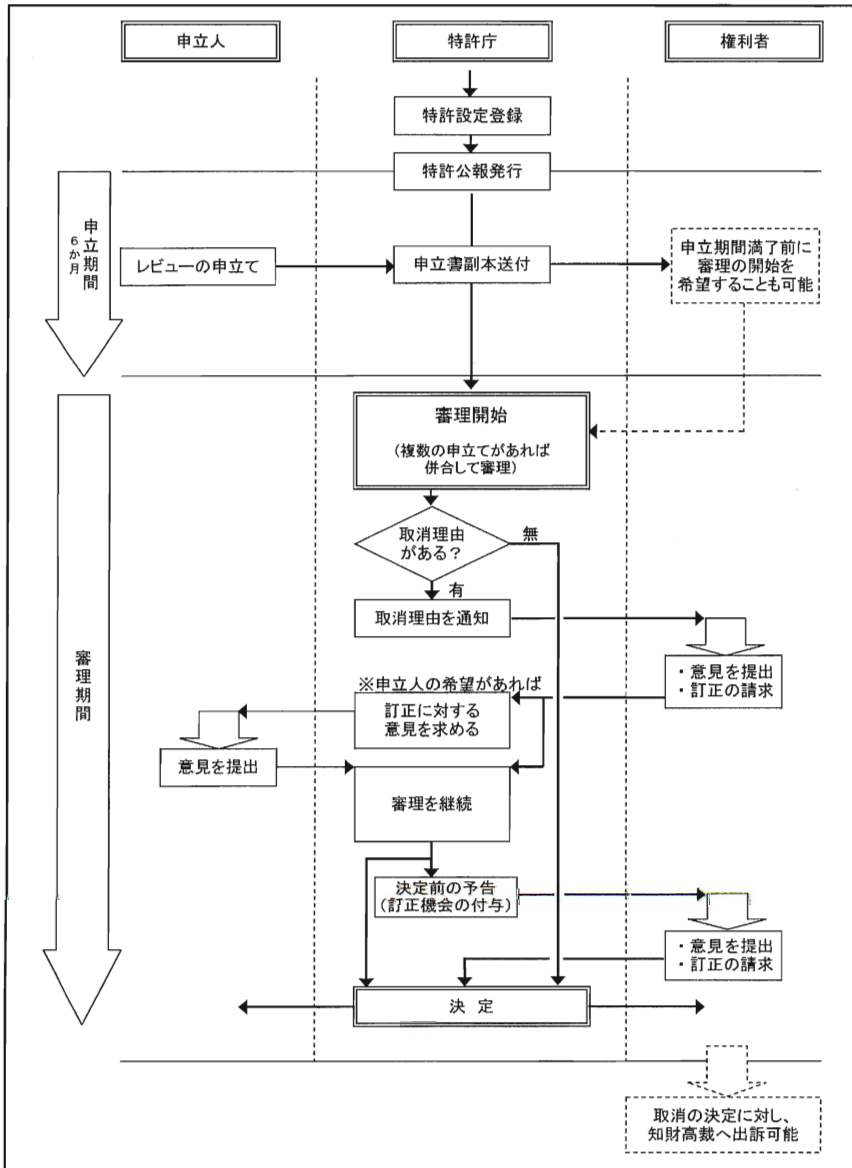 申立人
特許庁
権利者
特許設定登録
特許公報発行
申立期間
6か月
レビューの申立て
申立書副本送付
申立期間満了前に
審理の開始を
希望することも可能
審理開始
(複数の申立てがあれば
併合して審理)
取消理由
がある?
無
有
取消理由を通知
審理期間
・意見を提出
・訂正の請求
※申立人の希望があれば
訂正に対する
意見を求める
意見を提出
審理を継続
決定前の予告
(訂正機会の付与)
・意見を提出
・訂正の請求
決 定
取消の決定に対し、
知財高裁へ出訴可能